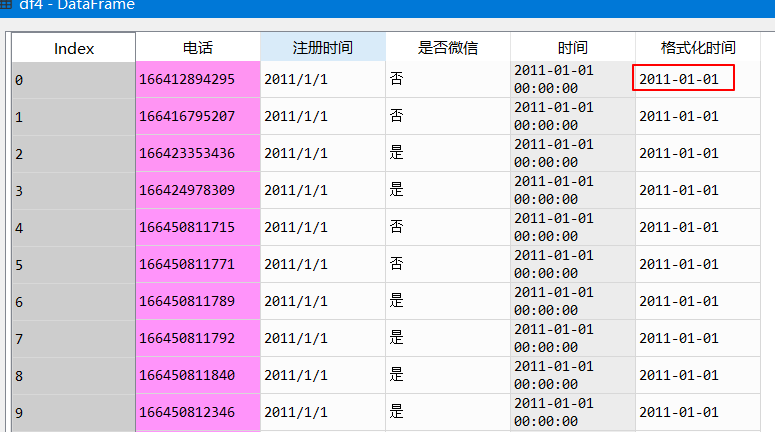 df4 - DataFrame
Index 电话 注册时间 是否微信 时间 格式化时间
0 166412894295 2011/1/1 否 2011-01-01 00:00:00 2011-01-01
1 166416795207 2011/1/1 否 2011-01-01 00:00:00 2011-01-01
2 166423353436 2011/1/1 是 2011-01-01 00:00:00 2011-01-01
3 166424978309 2011/1/1 是 2011-01-01 00:00:00 2011-01-01
4 166450811715 2011/1/1 否 2011-01-01 00:00:00 2011-01-01
5 166450811771 2011/1/1 否 2011-01-01 00:00:00 2011-01-01
6 166450811789 2011/1/1 是 2011-01-01 00:00:00 2011-01-01
7 166450811792 2011/1/1 是 2011-01-01 00:00:00 2011-01-01
8 166450811840 2011/1/1 是 2011-01-01 00:00:00 2011-01-01
9 166450812346 2011/1/1 是 2011-01-01 00:00:00 2011-01-01